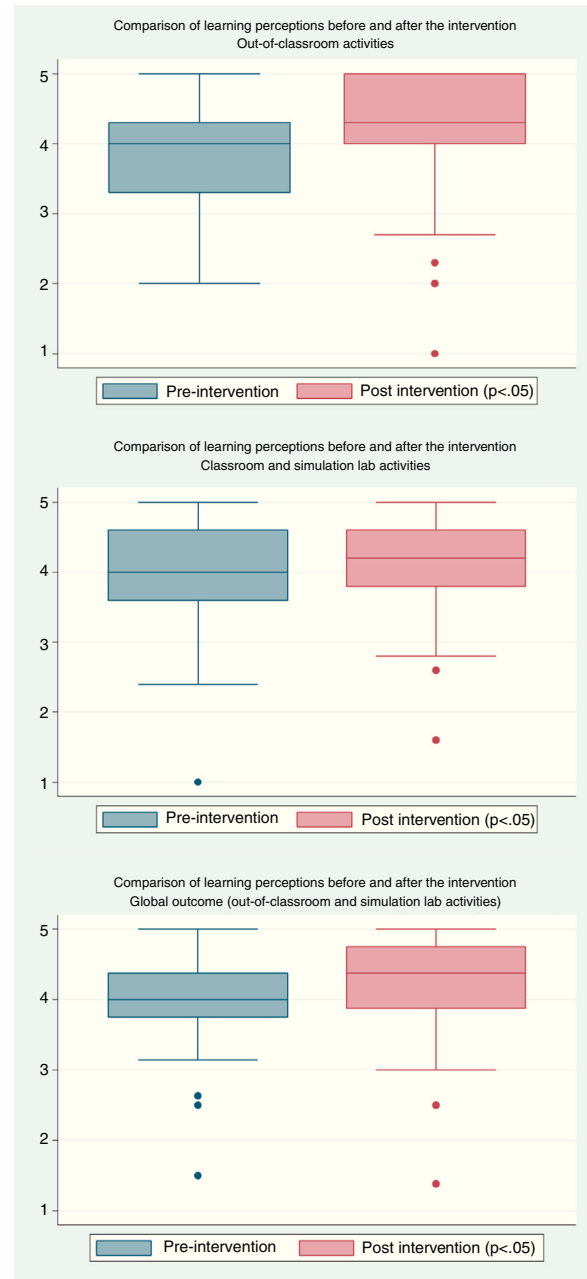 Comparison of learning perceptions before and after the intervention
Out-of-classroom activities
5
4
3
2
1
Pre-intervention Post intervention (p<.05)
Comparison of learning perceptions before and after the intervention
Classroom and simulation lab activities
5
4
3
2
1
Pre-intervention Post intervention (p<.05)
Comparison of learning perceptions before and after the intervention
Global outcome (out-of-classroom and simulation lab activities)
5
4
3
2
1
Pre-intervention Post intervention (p<.05)